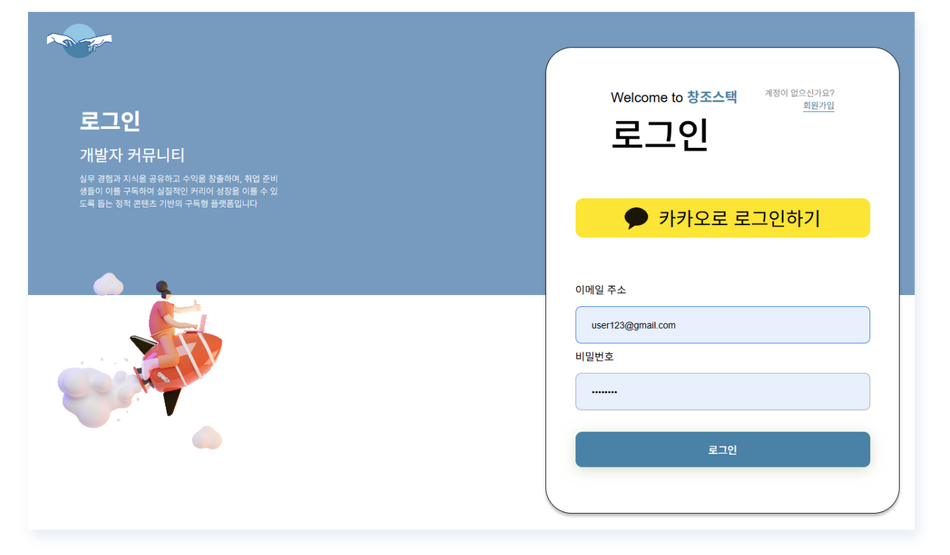 로그인
개발자 커뮤니티
실무 경험과 지식을 공유하고 수익을 창출하며, 취업 준비
생들이 이를 구독하여 실질적인 커리어 성장을 이룰 수 있
도록 돕는 정적 콘텐츠 기반의 구독형 플랫폼입니다
Welcome to 창조스택
계정이 없으신가요?
회원가입
로그인
카카오로 로그인하기
이메일 주소
user123@gmail.com
비밀번호
••••••••
로그인